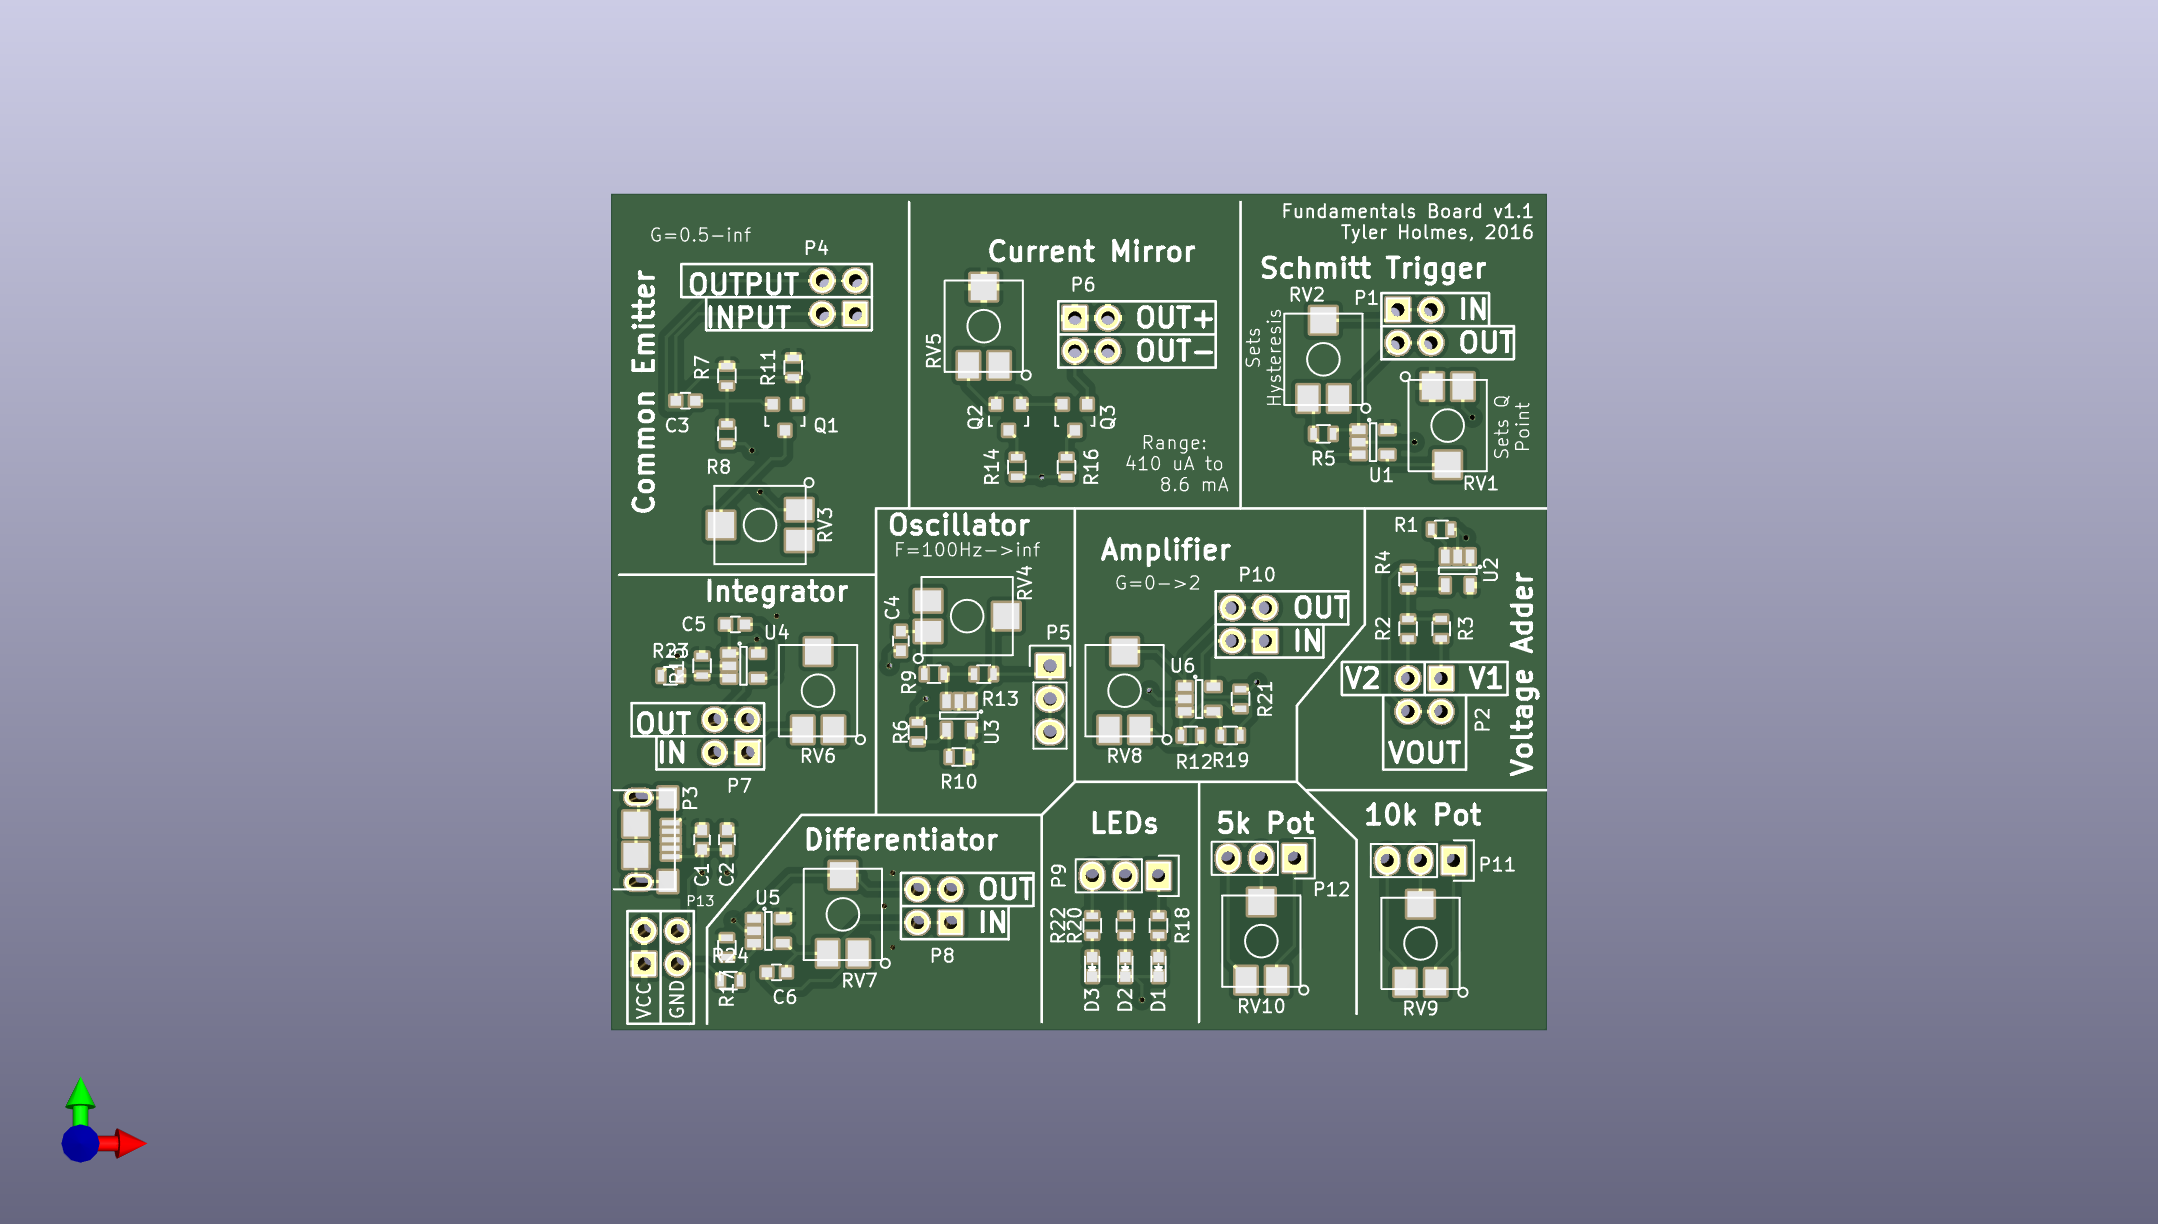 Fundamentals Board v1.1
Tyler Holmes, 2016
Common Emitter
G=0.5-inf
P4
OUTPUT
INPUT
R7
R11
C3
Q1
R8
RV3
Current Mirror
P6
RV5
OUT+
OUT-
Q2
Q3
R14
R16
Range:
410 uA to
8.6 mA
Schmitt Trigger
RV2
P1
IN
OUT
Sets
Hysteresis
R5
U1
RV1
Sets Q
Point
Integrator
C5
U4
R23
OUT
IN
RV6
P7
Oscillator
F=100Hz->inf
C4
RV4
P5
R9
R13
R6
U3
R10
Amplifier
G=0->2
P10
OUT
IN
U6
R21
RV8
R12
R19
Voltage Adder
R1
R4
U2
R2
R3
V2
V1
P2
VOUT
P3
C1
C2
P13
VCC
GND
Differentiator
U5
OUT
IN
R24
R17
C6
RV7
P8
LEDs
P9
R22
R20
R18
D3
D2
D1
5k Pot
P12
RV10
10k Pot
P11
RV9